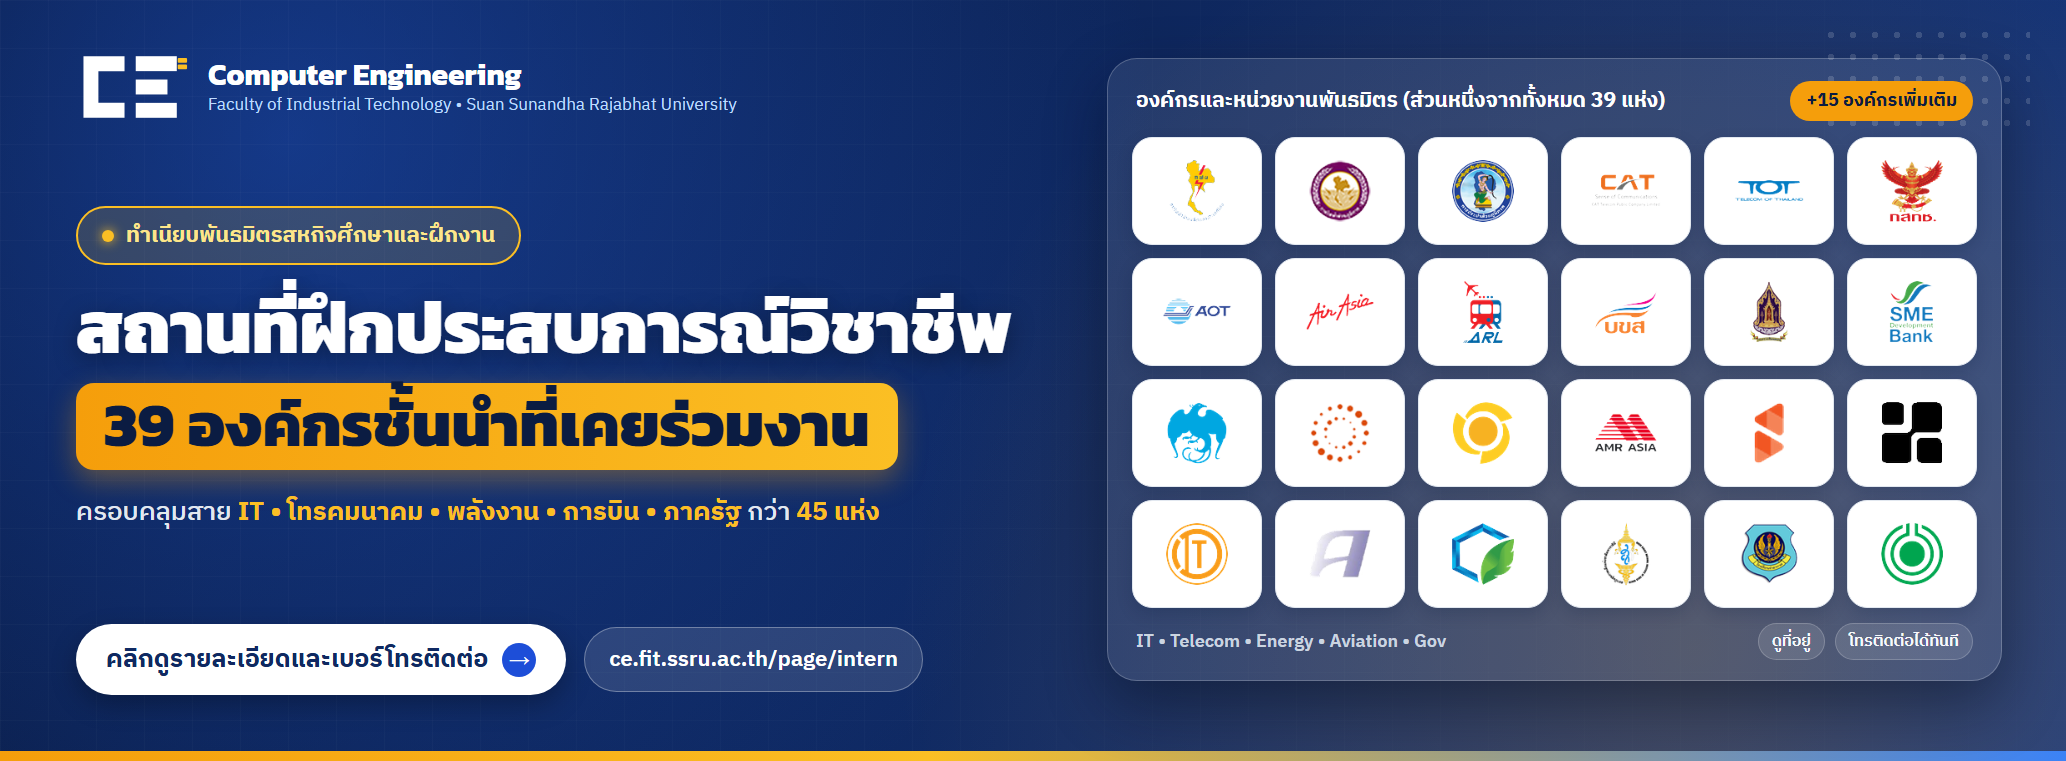 CE
Computer Engineering
Faculty of Industrial Technology • Suan Sunandha Rajabhat University
ทำเนียบพันธมิตรสหกิจศึกษาและฝึกงาน
สถานที่ฝึกประสบการณ์วิชาชีพ
39 องค์กรชั้นนำที่เคยร่วมงาน
ครอบคลุมสาย IT • โทรคมนาคม • พลังงาน • การบิน • ภาครัฐ กว่า 45 แห่ง
คลิกดูรายละเอียดและเบอร์โทรติดต่อ →
ce.fit.ssru.ac.th/page/intern
องค์กรและหน่วยงานพันธมิตร (ส่วนหนึ่งจากทั้งหมด 39 แห่ง)
+15 องค์กรเพิ่มเติม
CAT
TOT
TELECOM OF THAILAND
กสทช.
AOT
Air Asia
ARL
บขส
SME
Development
Bank
AMR ASIA
IT
A
IT • Telecom • Energy • Aviation • Gov
ดูที่อยู่
โทรติดต่อได้ทันที